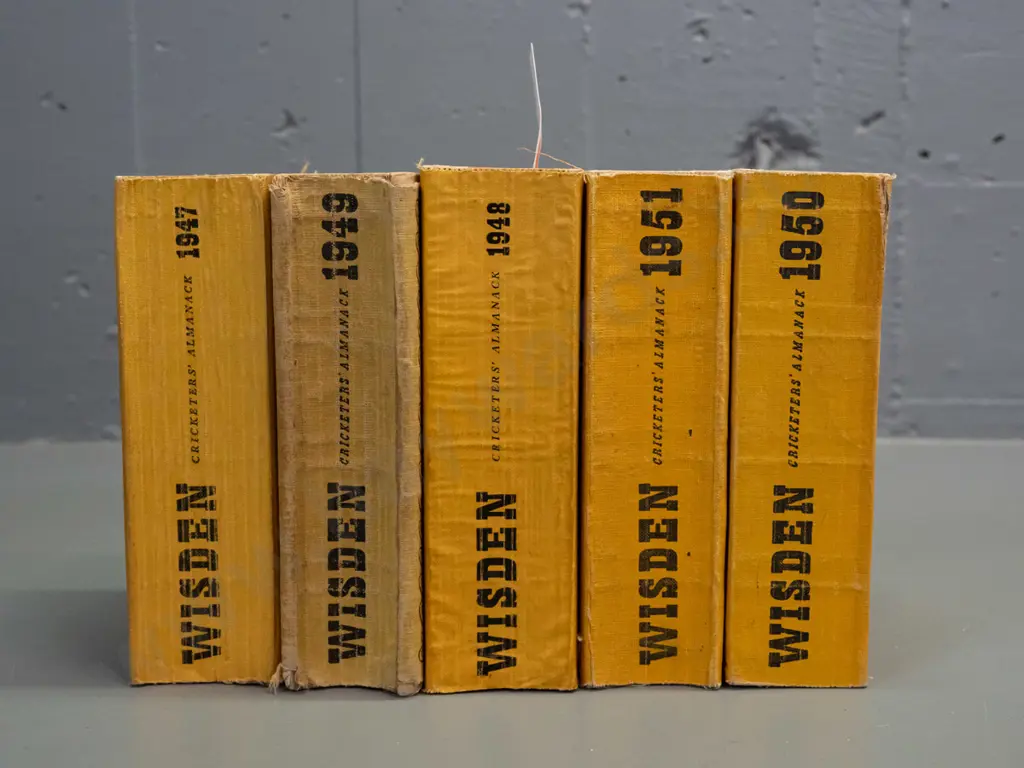 WISDEN CRICKETERS' ALMANACK 1947
WISDEN CRICKETERS' ALMANACK 1949
WISDEN CRICKETERS' ALMANACK 1948
WISDEN CRICKETERS' ALMANACK 1951
WISDEN CRICKETERS' ALMANACK 1950